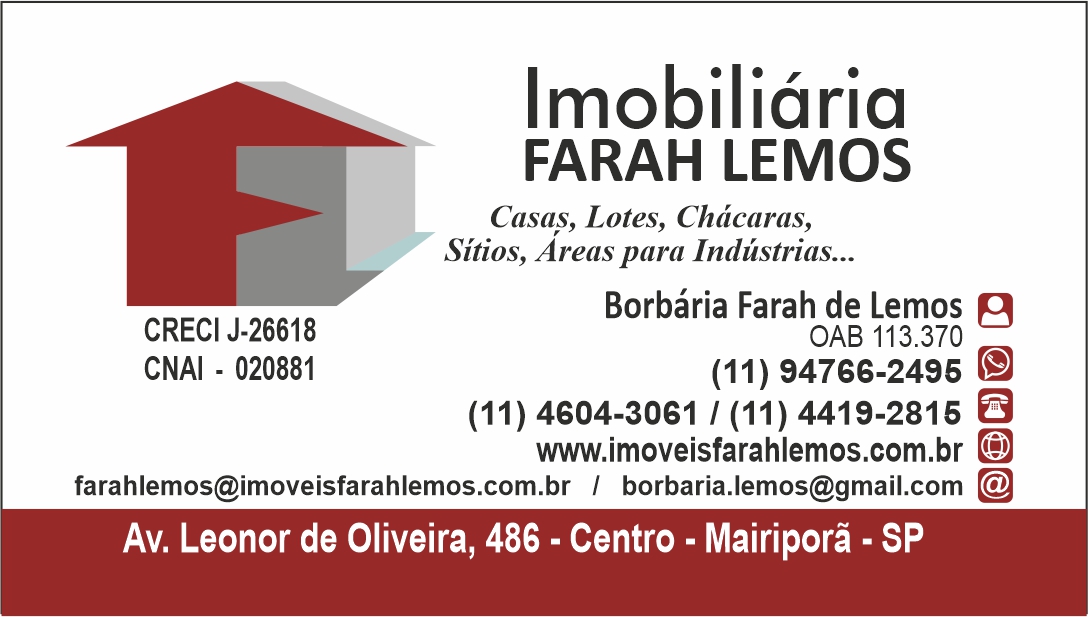 Imobiliária
FARAH LEMOS
Casas, Lotes, Chácaras,
Sítios, Áreas para Indústrias...
CRECI J-26618
CNAI - 020881
Borbária Farah de Lemos
OAB 113.370
(11) 94766-2495
(11) 4604-3061 / (11) 4419-2815
www.imoveisfarahlemos.com.br
farahlemos@imoveisfarahlemos.com.br / borbaria.lemos@gmail.com
Av. Leonor de Oliveira, 486 - Centro - Mairiporã - SP